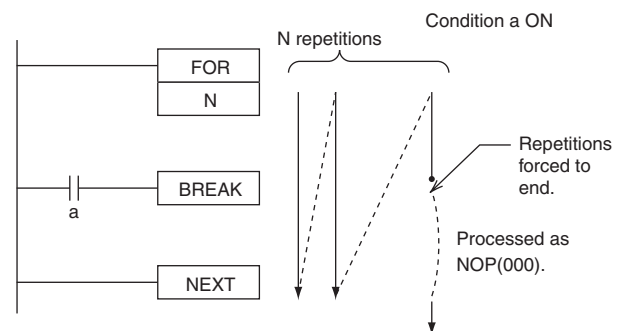 Condition a ON
N repetitions
FOR
N
Repetitions
forced to
end.
BREAK
a
Processed as
NOP(000).
NEXT